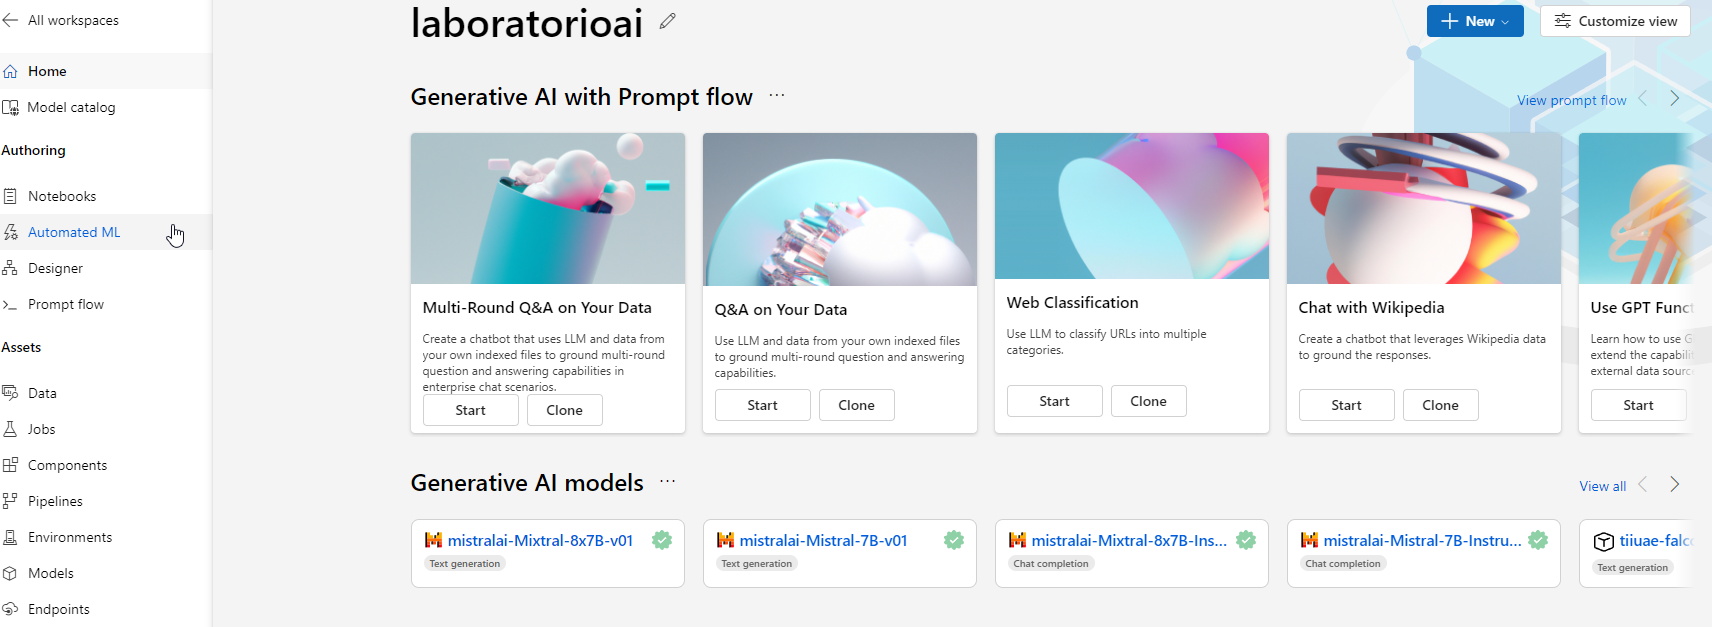 All workspaces
Home
Model catalog
Authoring
Notebooks
Automated ML
Designer
Prompt flow
Assets
Data
Jobs
Components
Pipelines
Environments
Models
Endpoints
laboratorioai
New
Customize view
Generative AI with Prompt flow ...
View prompt flow
Multi-Round Q&A on Your Data
Create a chatbot that uses LLM and data from
your own indexed files to ground multi-round
question and answering capabilities in
enterprise chat scenarios.
Start Clone
Q&A on Your Data
Use LLM and data from your own indexed files
to ground multi-round question and answering
capabilities.
Start Clone
Web Classification
Use LLM to classify URLs into multiple
categories.
Start Clone
Chat with Wikipedia
Create a chatbot that leverages Wikipedia data
to ground the responses.
Start Clone
Use GPT Funct
Learn how to use G
extend the capabili
external data sourc
Start
Generative AI models ...
View all
mistralai-Mixtral-8x7B-v01
Text generation
mistralai-Mistral-7B-v01
Text generation
mistralai-Mixtral-8x7B-Ins...
Chat completion
mistralai-Mistral-7B-Instru...
Chat completion
tiiuae-falco
Text generation